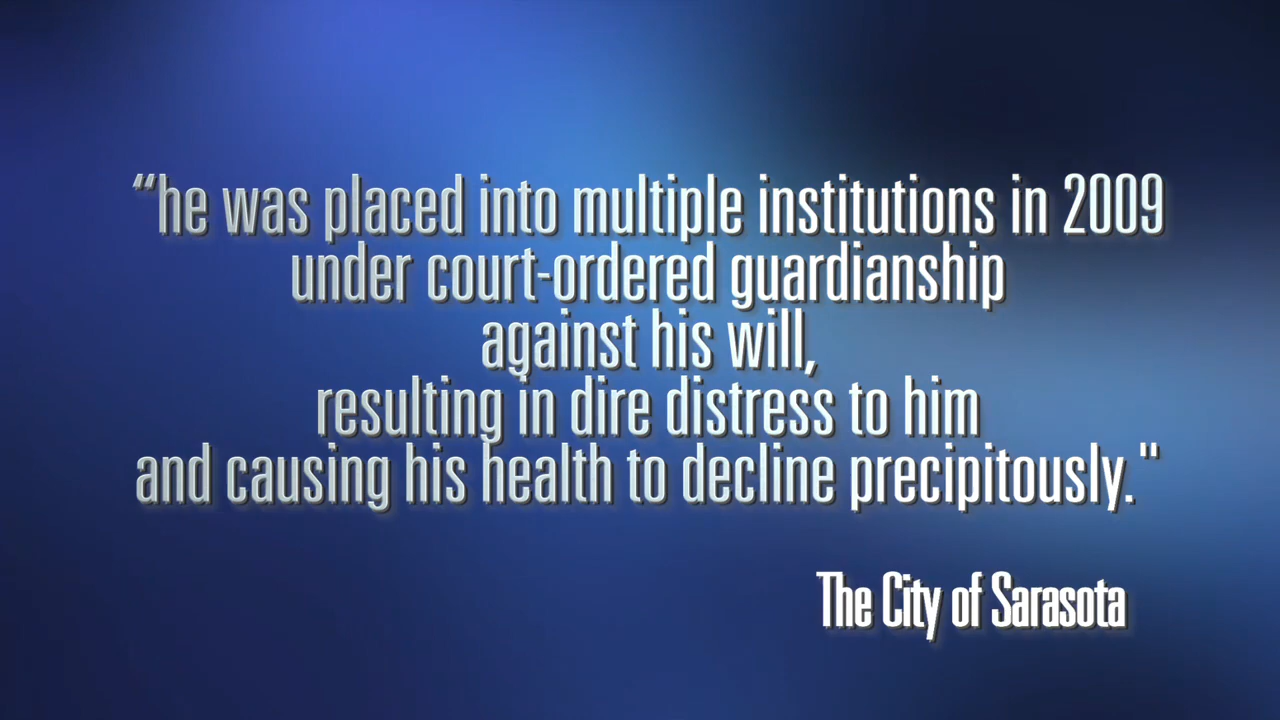 “he was placed into multiple institutions in 2009
under court-ordered guardianship
against his will,
resulting in dire distress to him
and causing his health to decline precipitously."
The City of Sarasota